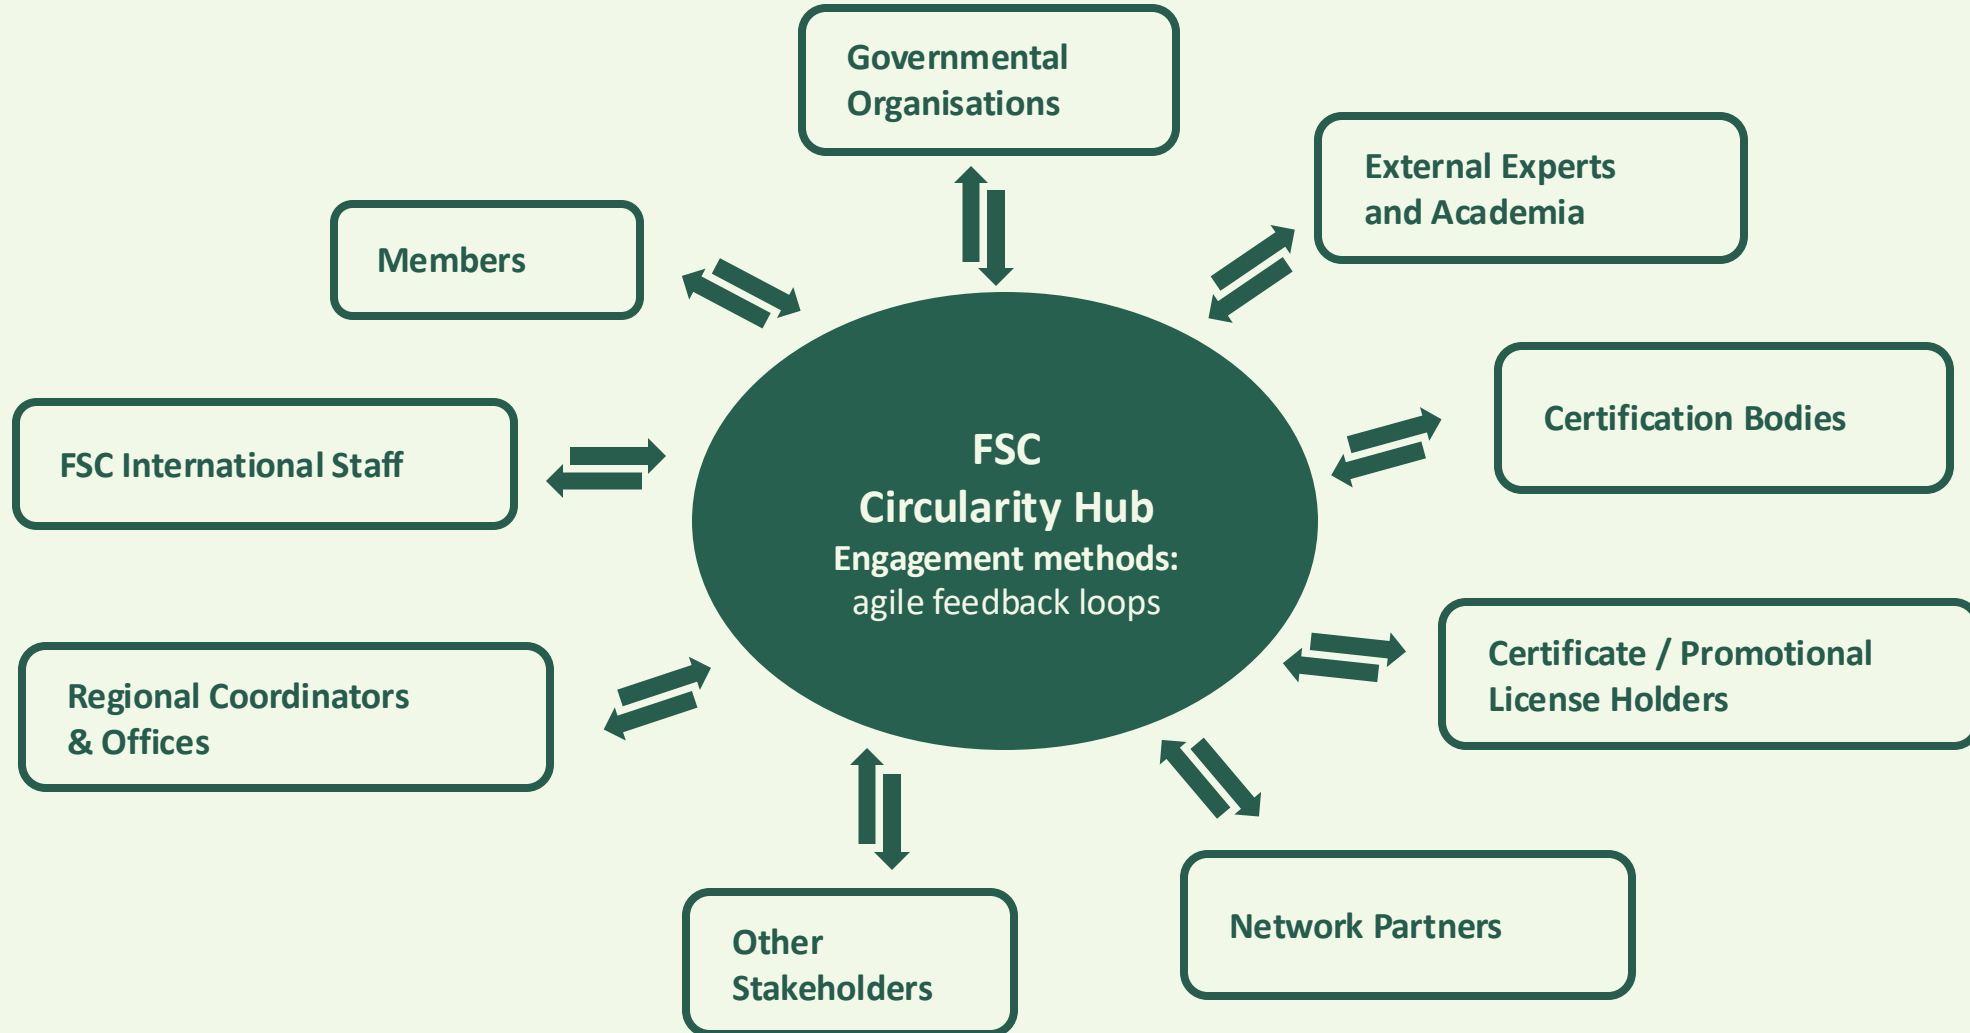 Governmental
Organisations
External Experts
and Academia
Members
Certification Bodies
FSC International Staff
FSC
Circularity Hub
Engagement methods:
agile feedback loops
Certificate / Promotional
License Holders
Regional Coordinators
& Offices
Network Partners
Other
Stakeholders